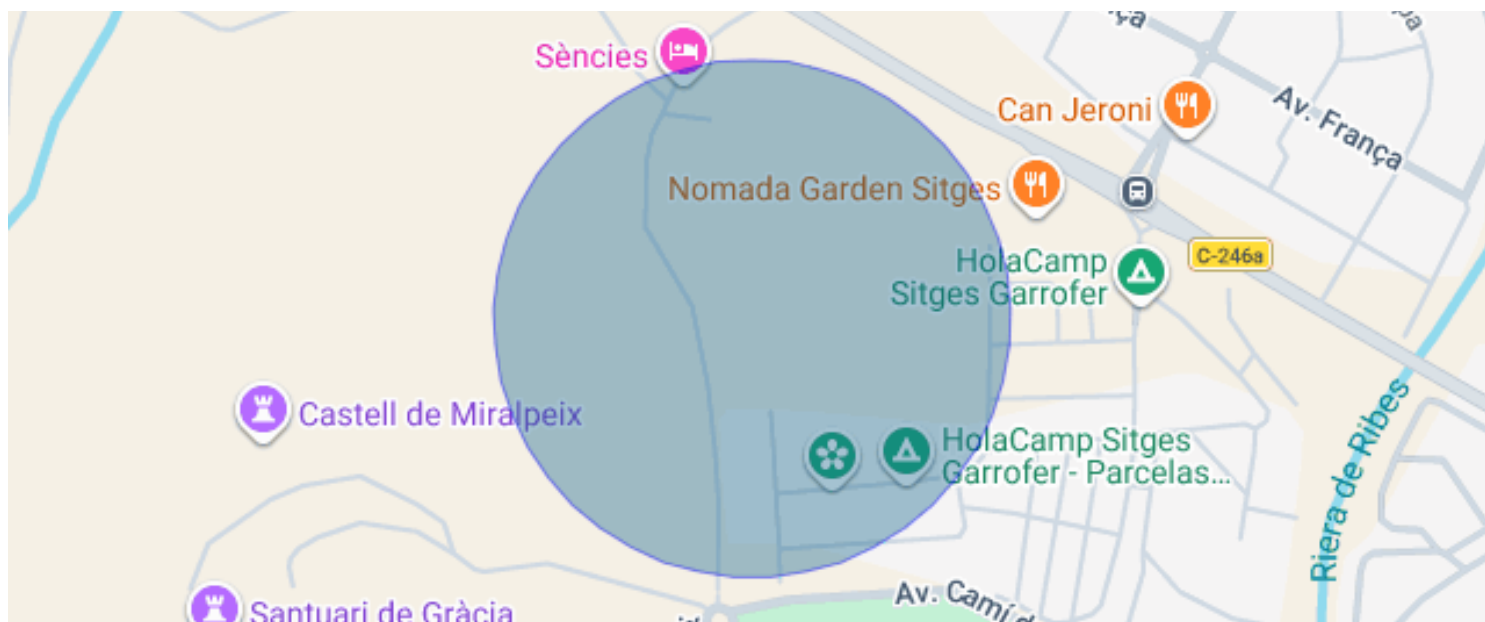 Sències
Can Jeroni
Av. França
Nomada Garden Sitges
HolaCamp
Sitges Garrofer
C-246a
Castell de Miralpeix
HolaCamp Sitges
Garrofer - Parcelas...
Riera de Ribes
Av. Camí d
Santuari de Gràcia